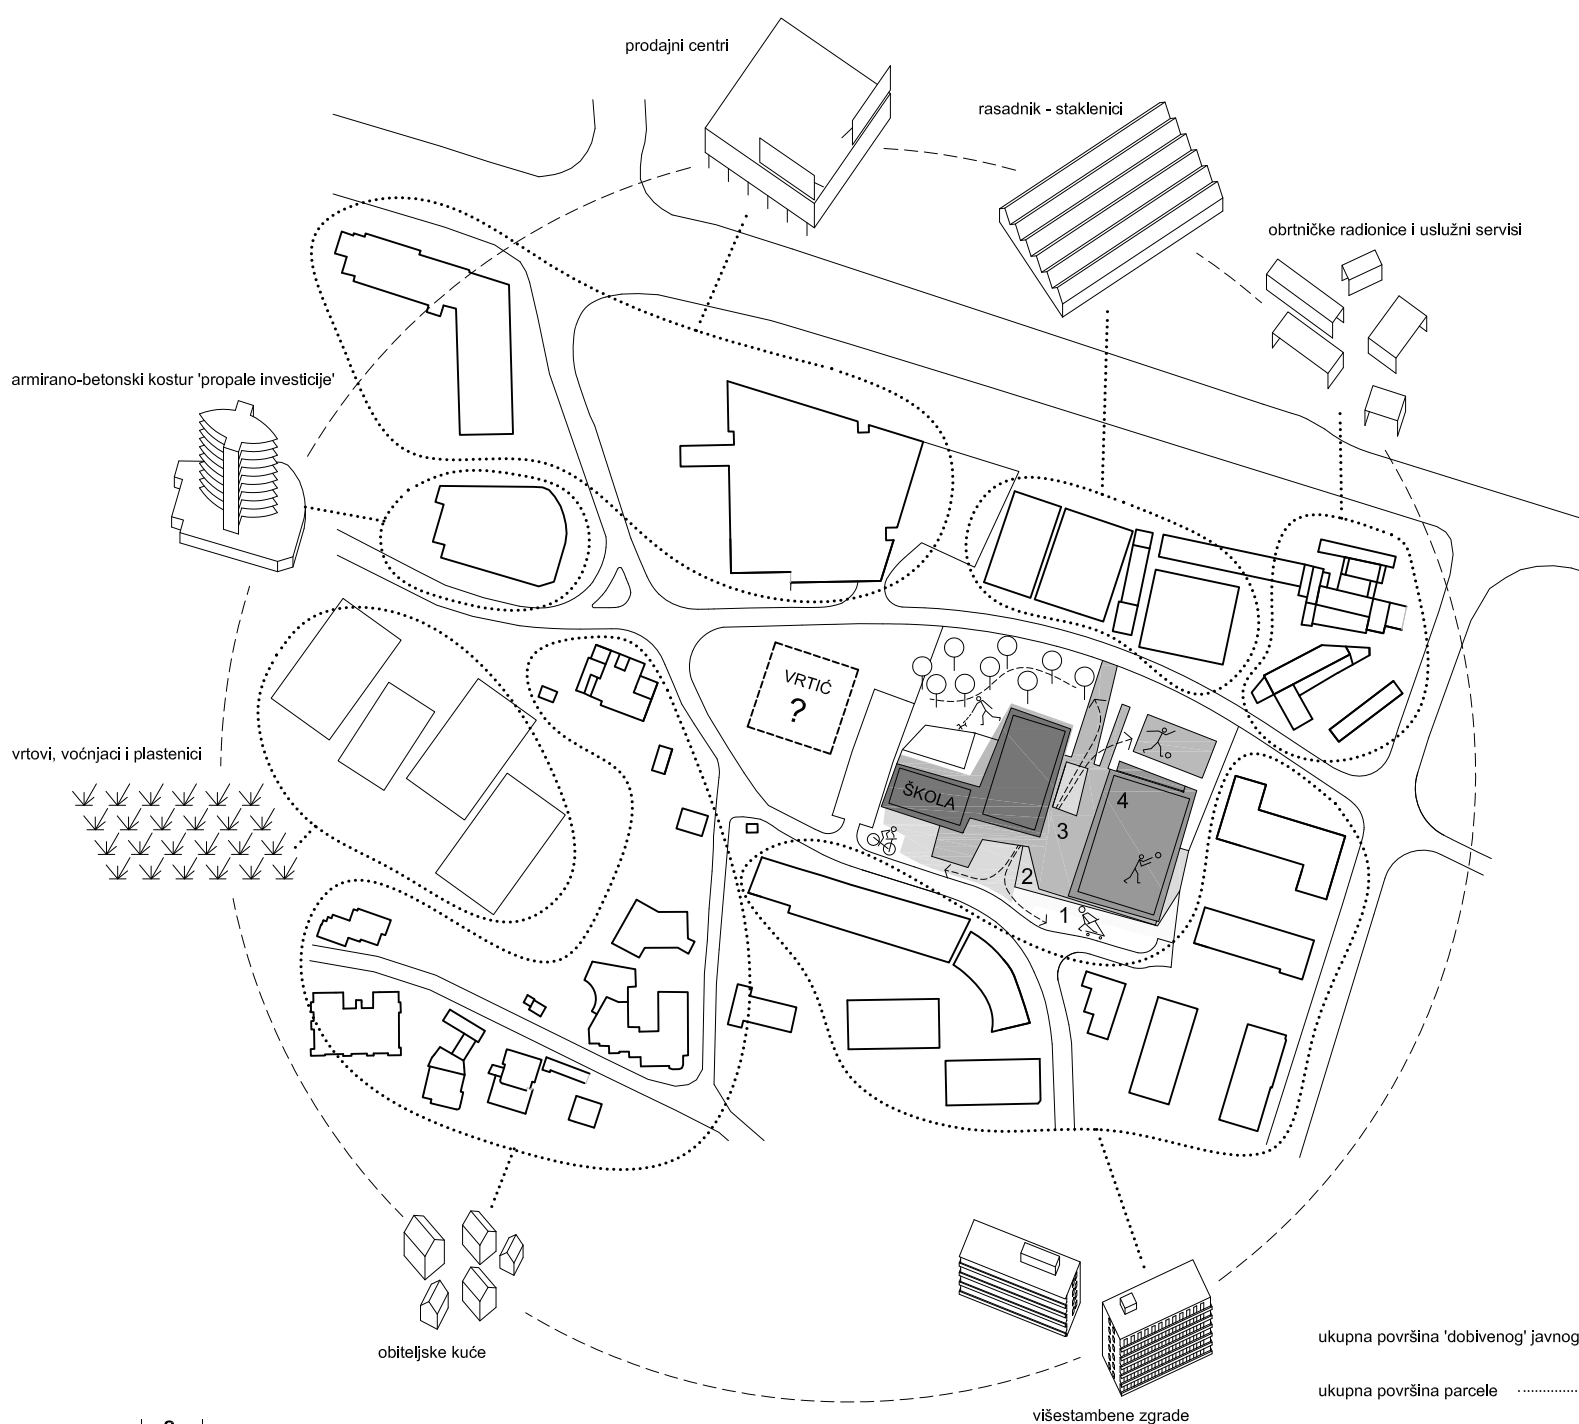 prodajni centri
rasadnik - staklenici
obrtničke radionice i uslužni servisi
armirano-betonski kostur 'propale investicije'
VRTIĆ
?
vrtovi, voćnjaci i plastenici
ŠKOLA
4
3
2
1
obiteljske kuće
ukupna površina 'dobivenog' javnog
ukupna površina parcele
višestambene zgrade